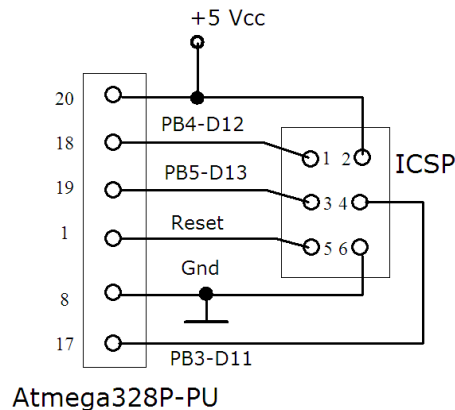 +5 Vcc
20
PB4-D12
18
1 2
ICSP
PB5-D13
19
3 4
Reset
1
5 6
Gnd
8
17
PB3-D11
Atmega328P-PU